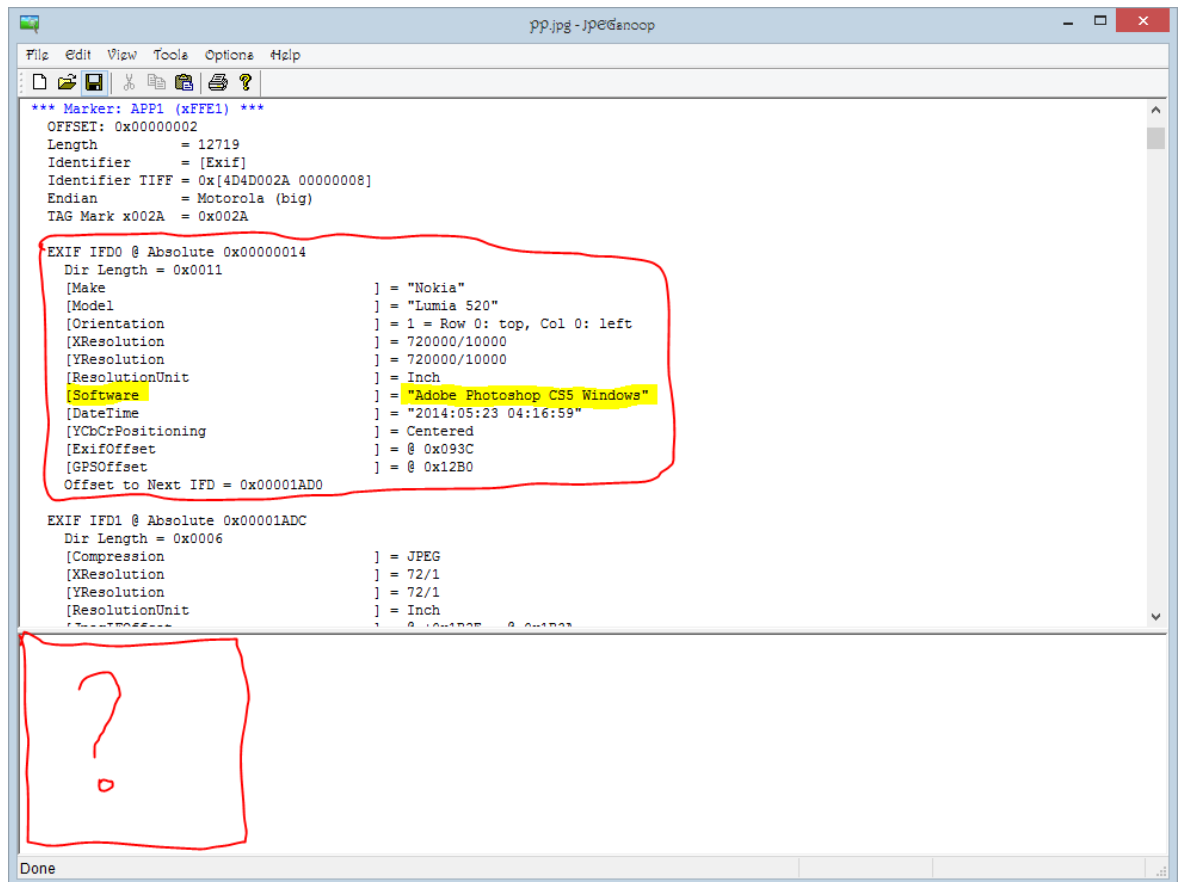 pp.jpg - JPEGsnoop
File Edit View Tools Options Help
*** Marker: APP1 (xFFE1) ***
OFFSET: 0x00000002
Length = 12719
Identifier = [Exif]
Identifier TIFF = 0x[4D4D002A 00000008]
Endian = Motorola (big)
TAG Mark x002A = 0x002A
EXIF IFD0 @ Absolute 0x00000014
Dir Length = 0x0011
[Make ] = "Nokia"
[Model ] = "Lumia 520"
[Orientation ] = 1 = Row 0: top, Col 0: left
[XResolution ] = 720000/10000
[YResolution ] = 720000/10000
[ResolutionUnit ] = Inch
[Software ] = "Adobe Photoshop CS5 Windows"
[DateTime ] = "2014:05:23 04:16:59"
[YCbCrPositioning ] = Centered
[ExifOffset ] = @ 0x093C
[GPSOffset ] = @ 0x12B0
Offset to Next IFD = 0x00001AD0
EXIF IFD1 @ Absolute 0x00001ADC
Dir Length = 0x0006
[Compression ] = JPEG
[XResolution ] = 72/1
[YResolution ] = 72/1
[ResolutionUnit ] = Inch
?
Done